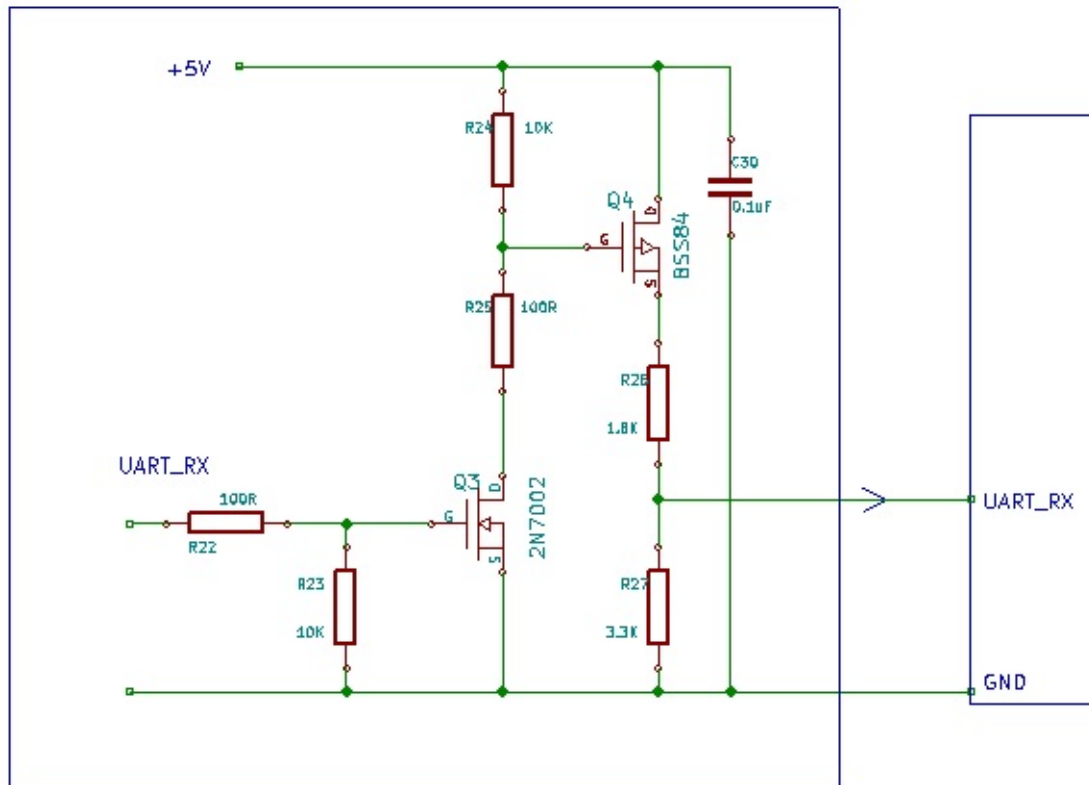 +5V
R24
10K
Q4
D
G
S
BSS84
C30
0.1uF
R25
100R
R26
1.8K
UART_RX
100R
R22
Q3
D
G
S
2N7002
R23
10K
R27
3.3K
UART_RX
GND